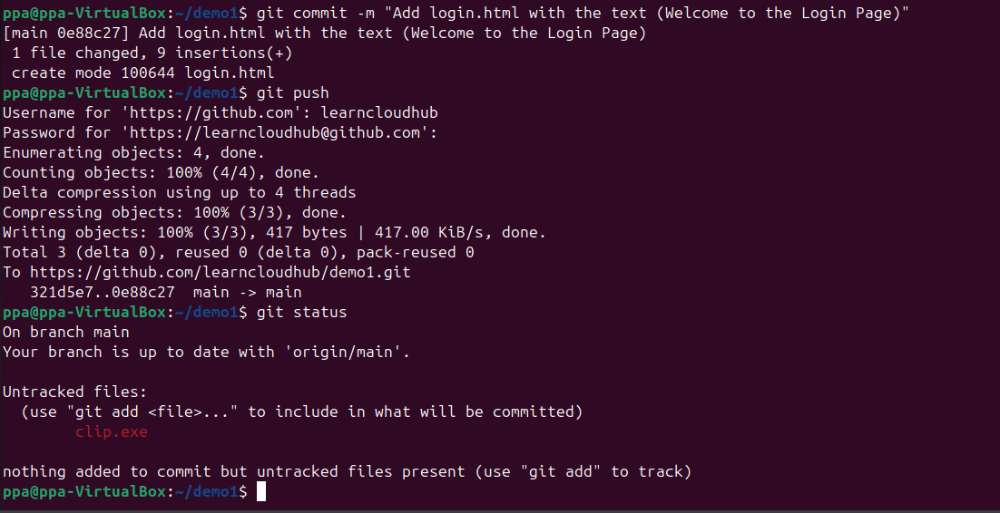 ppa@ppa-VirtualBox:~/demo1$ git commit -m "Add login.html with the text (Welcome to the Login Page)"
[main 0e88c27] Add login.html with the text (Welcome to the Login Page)
 1 file changed, 9 insertions(+)
 create mode 100644 login.html
ppa@ppa-VirtualBox:~/demo1$ git push
Username for 'https://github.com': learncloudhub
Password for 'https://learncloudhub@github.com':
Enumerating objects: 4, done.
Counting objects: 100% (4/4), done.
Delta compression using up to 4 threads
Compressing objects: 100% (3/3), done.
Writing objects: 100% (3/3), 417 bytes | 417.00 KiB/s, done.
Total 3 (delta 0), reused 0 (delta 0), pack-reused 0
To https://github.com/learncloudhub/demo1.git
   321d5e7..0e88c27  main -> main
ppa@ppa-VirtualBox:~/demo1$ git status
On branch main
Your branch is up to date with 'origin/main'.

Untracked files:
  (use "git add <file>..." to include in what will be committed)
        clip.exe

nothing added to commit but untracked files present (use "git add" to track)
ppa@ppa-VirtualBox:~/demo1$